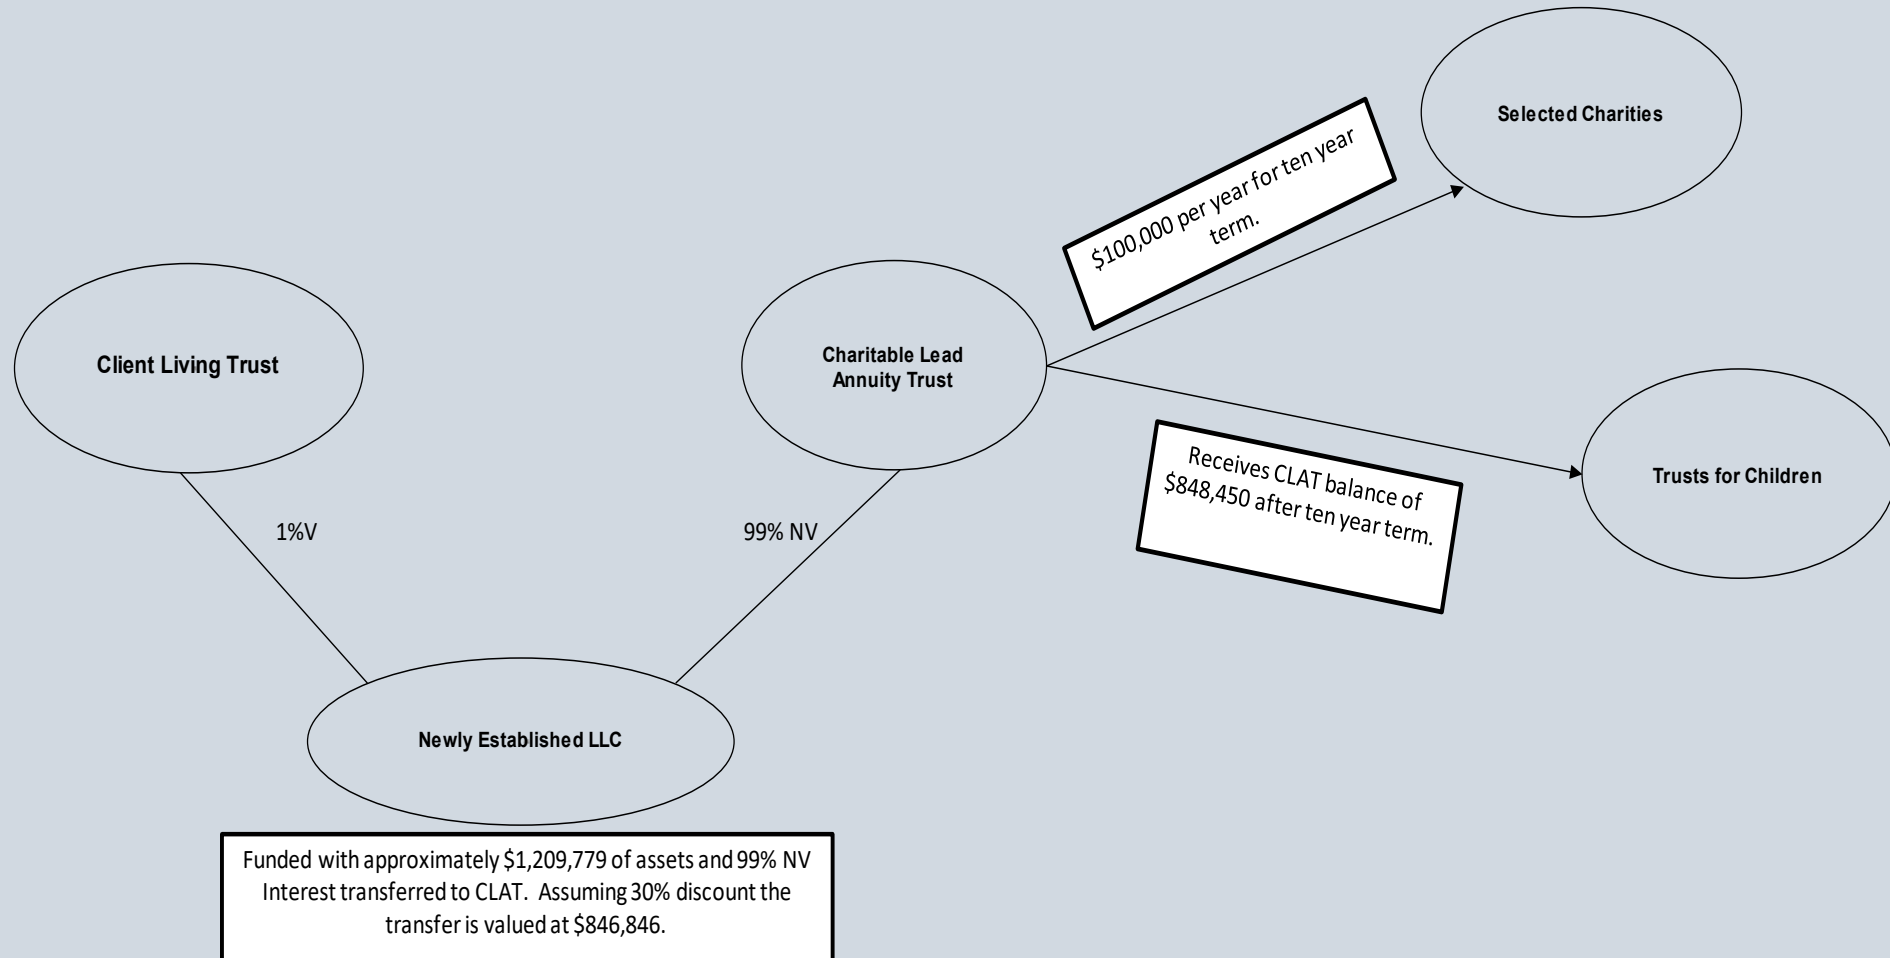 Selected Charities
$100,000 per year for ten year
term.
Client Living Trust
Charitable Lead
Annuity Trust
Receives CLAT balance of
$848,450 after ten year term.
Trusts for Children
1%V
99% NV
Newly Established LLC
Funded with approximately $1,209,779 of assets and 99% NV
Interest transferred to CLAT. Assuming 30% discount the
transfer is valued at $846,846.